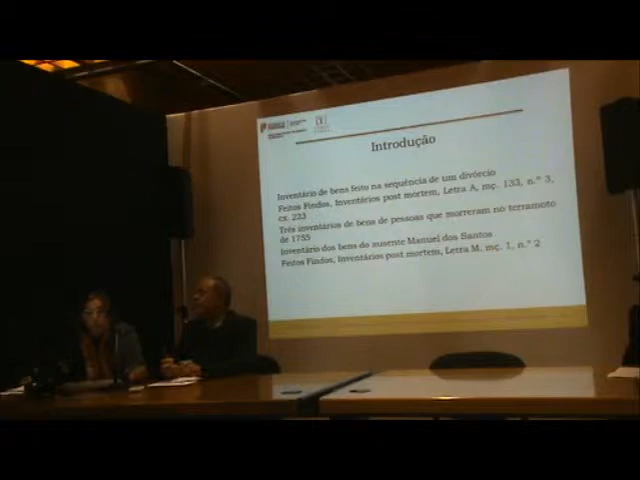 Introdução
Inventário de bens feito na sequência de um divórcio
Feitos Findos, Inventários post mortem, Letra A, mç. 133, n.º 3,
cx. 223
Três inventários de bens de pessoas que morreram no terramoto
de 1755
Inventário dos bens do ausente Manuel dos Santos
Feitos Findos, Inventários post mortem, Letra M. mç. 1, n.º 2